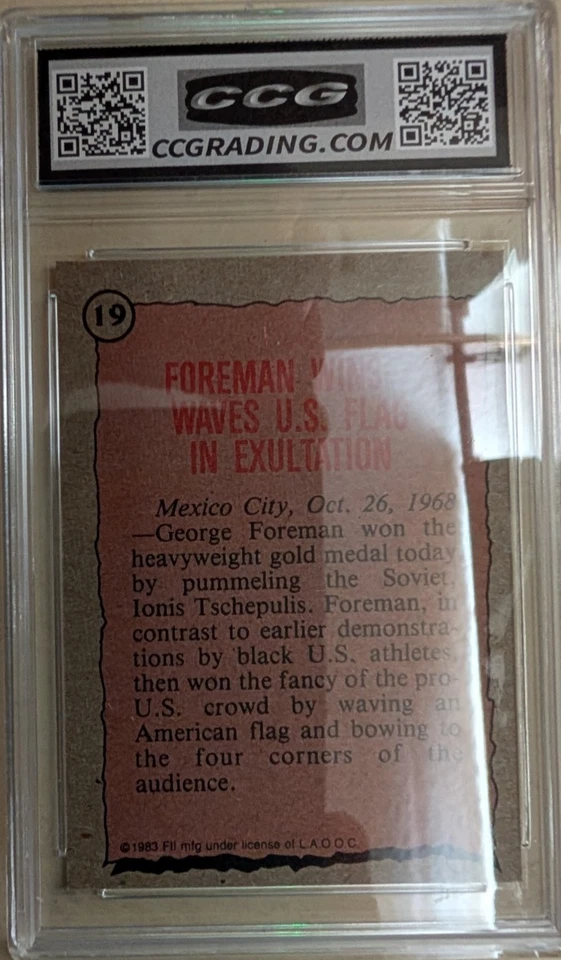 CCG
CCGRADING.COM
19
FOREMAN WINS
WAVES U.S. FLAG
IN EXULTATION
Mexico City, Oct. 26, 1968
—George Foreman won the
heavyweight gold medal today
by pummeling the Soviet,
Ionis Tschepulis. Foreman, in
contrast to earlier demonstra-
tions by black U.S. athletes,
then won the fancy of the pro-
U.S. crowd by waving an
American flag and bowing to
the four corners of the
audience.
©1983 FII mfg under license of L.A.O.O.C.